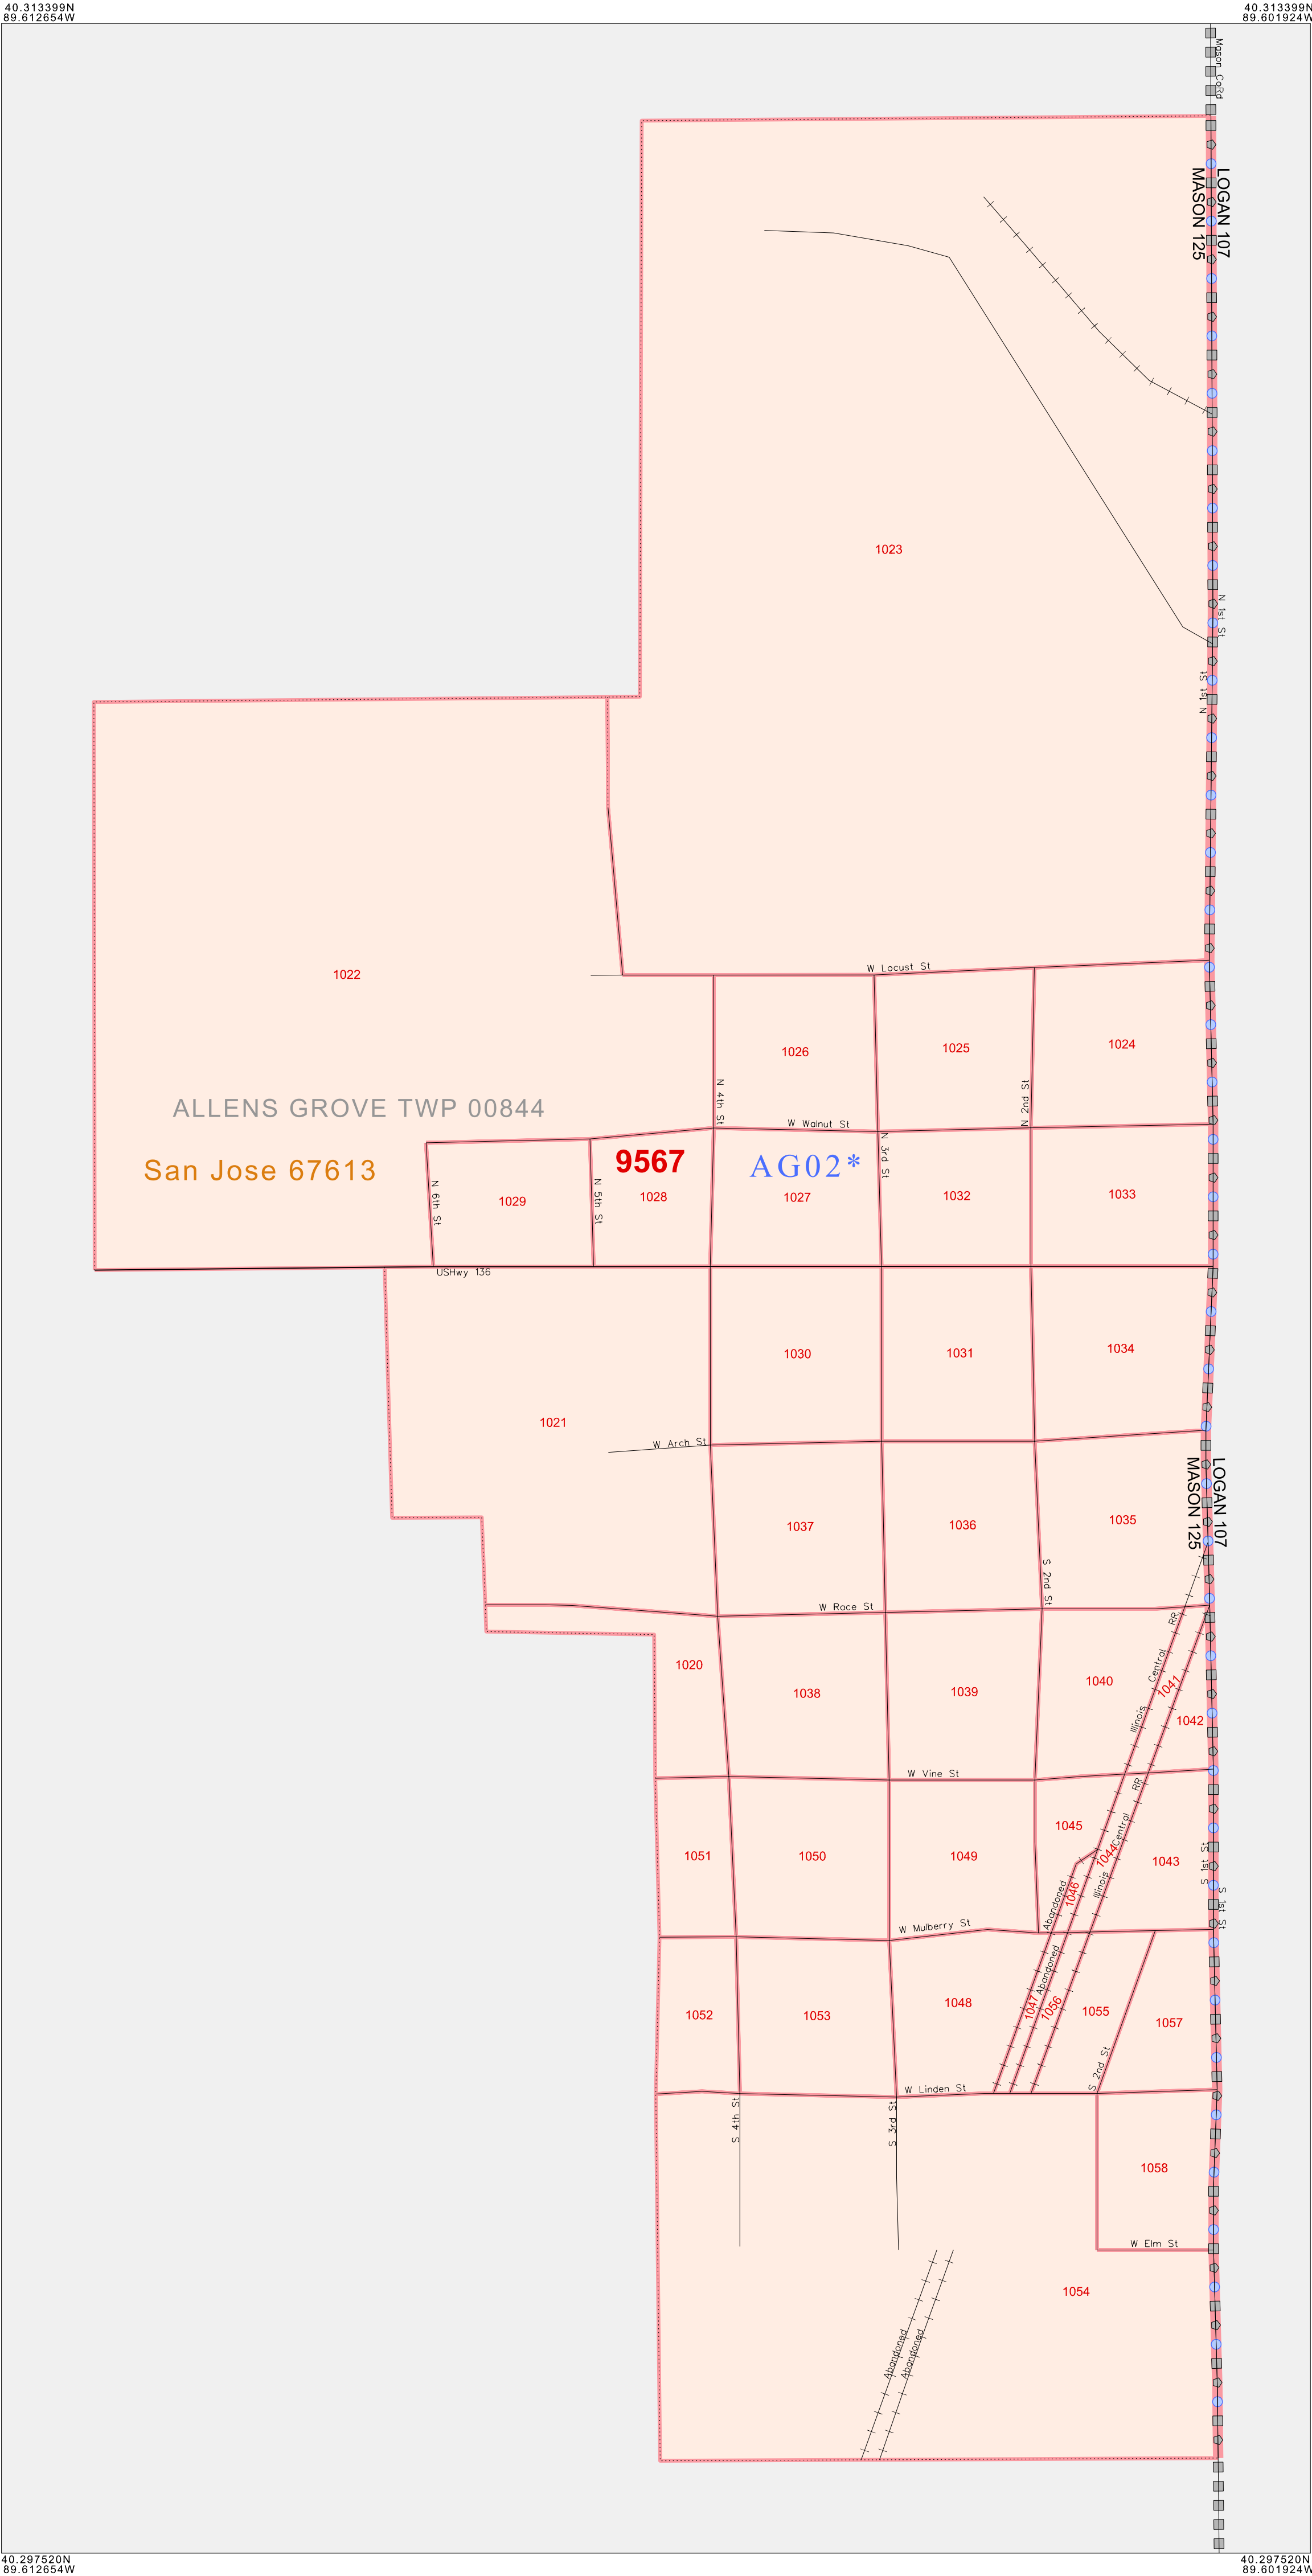 40.313399N
89.612654W
40.313399N
89.601924W
Mason CoRd
LOGAN 107
MASON 125
1023
N 1st St
N 1st St
1022
W Locust St
1026
1025
1024
N 4th St
N 2nd St
ALLENS GROVE TWP 00844
W Walnut St
N 3rd St
San Jose 67613
9567
AG02*
N 6th St
1029
N 5th St
1028
1027
1032
1033
USHwy 136
1030
1031
1034
1021
W Arch St
LOGAN 107
MASON 125
1037
1036
1035
S 2nd St
W Race St
1020
1038
1039
1040
Illinois Central RR
1041
1042
W Vine St
1051
1050
1049
1045
1044
Illinois Central RR
1043
S 1st St
S 1st St
1046
Abandoned
W Mulberry St
Abandoned
1052
1053
1048
1047
1056
1055
1057
S 2nd St
W Linden St
S 4th St
S 3rd St
1058
W Elm St
1054
Abandoned
Abandoned
40.297520N
89.612654W
40.297520N
89.601924W